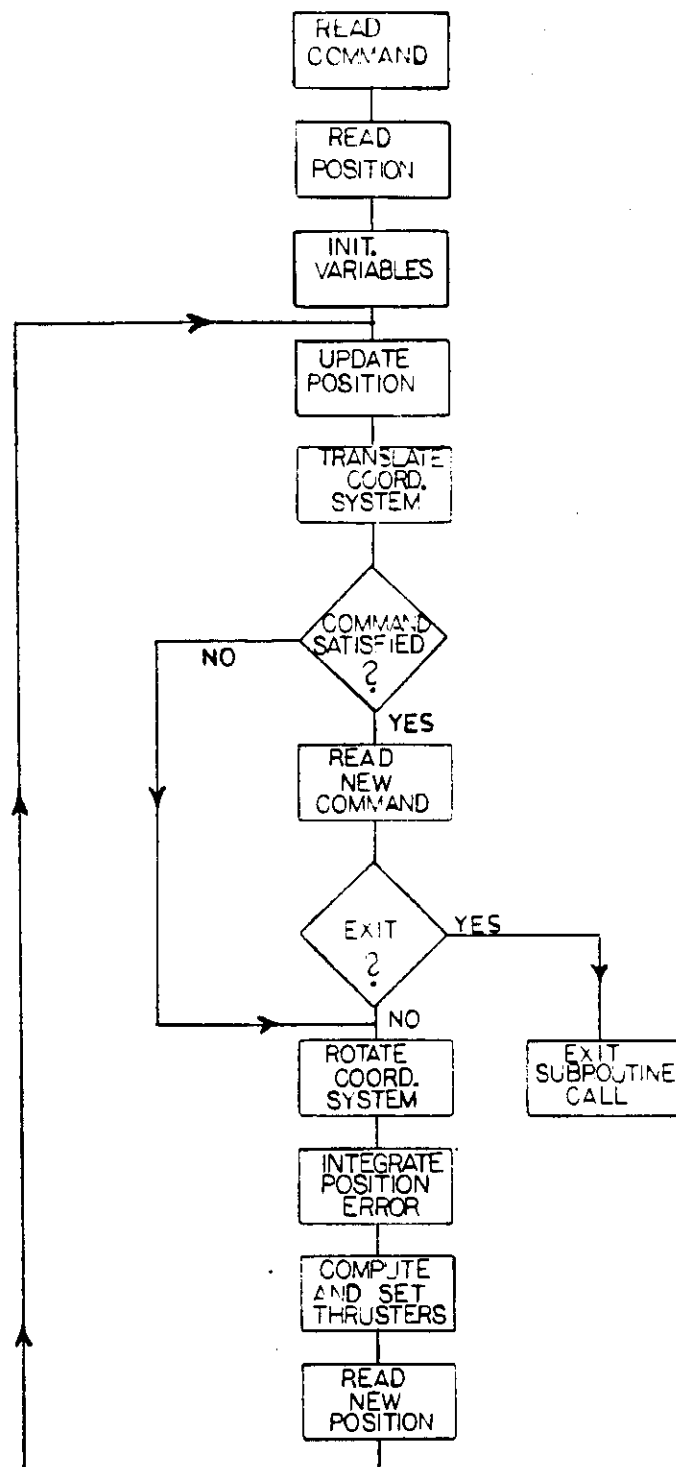 READ
COMMAND
READ
POSITION
INIT.
VARIABLES
UPDATE
POSITION
TRANSLATE
COORD.
SYSTEM
COMMAND
SATISFIED
?
NO
YES
READ
NEW
COMMAND
EXIT
?
YES
NO
ROTATE
COORD.
SYSTEM
EXIT
SUBPOUTINE
CALL
INTEGRATE
POSITION
ERROR
COMPUTE
AND SET
THRUSTERS
READ
NEW
POSITION